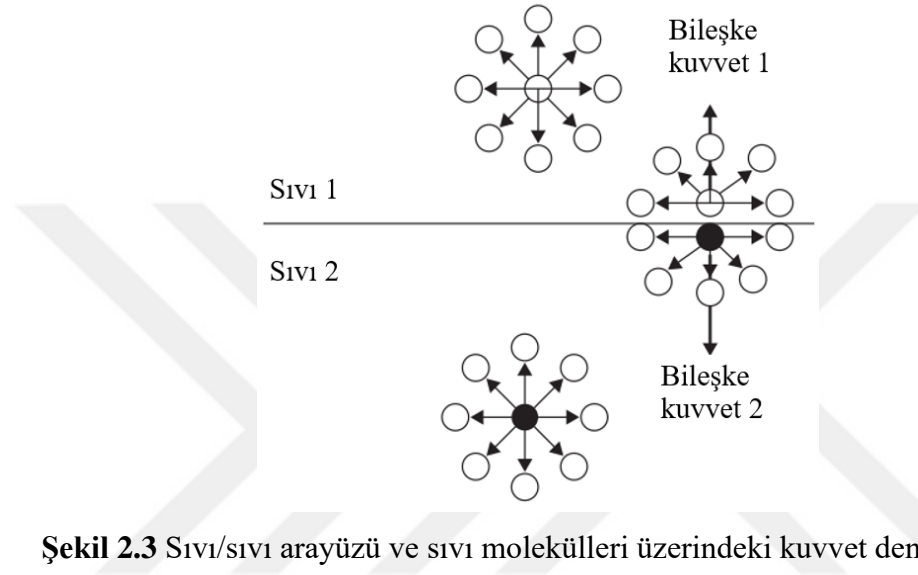 Bileşke
kuvvet 1
Sıvı 1
Sıvı 2
Bileşke
kuvvet 2
Şekil 2.3 Sıvı/sıvı arayüzü ve sıvı molekülleri üzerindeki kuvvet